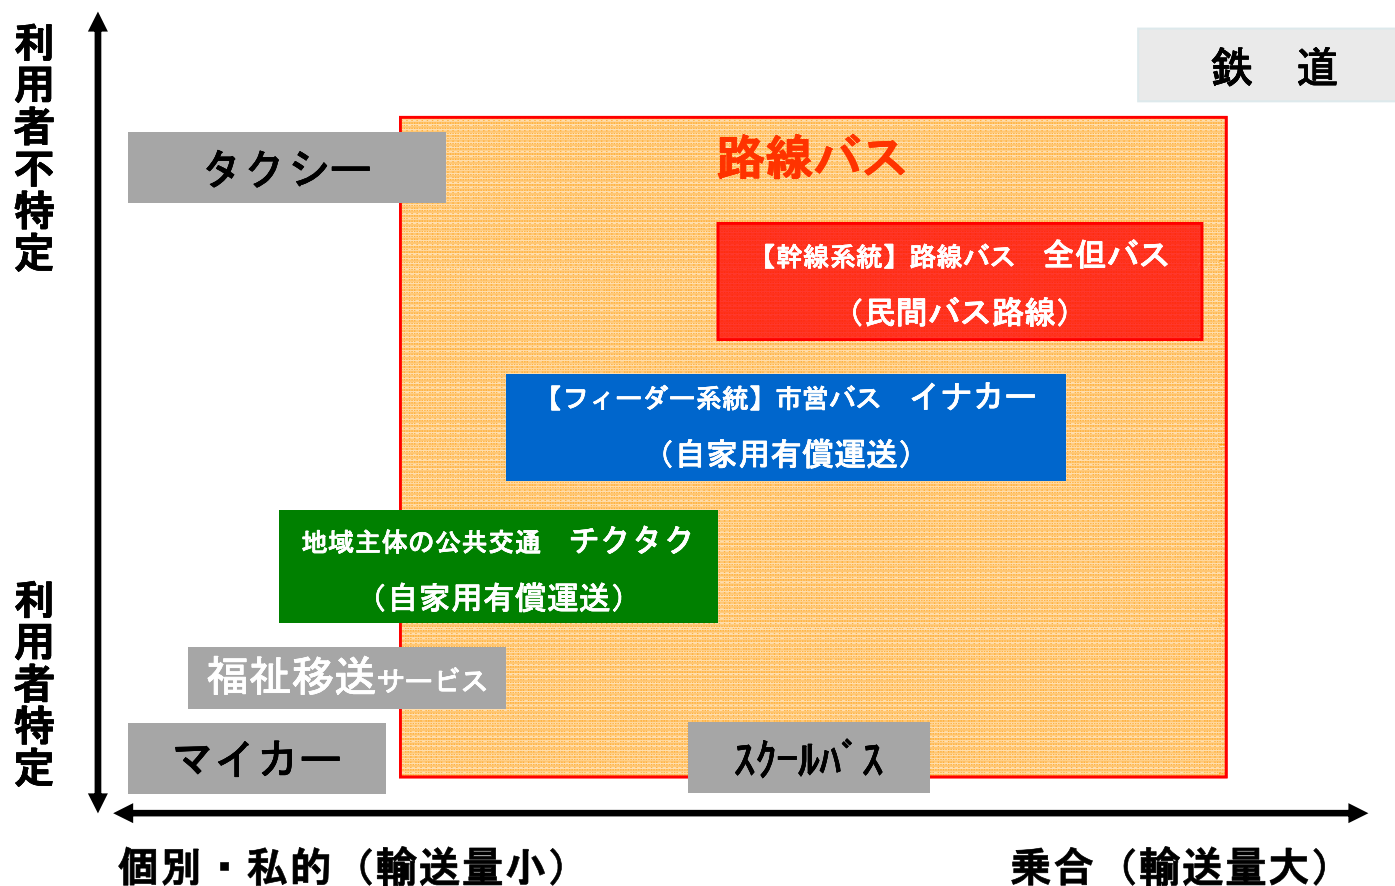 利用者不特定
鉄　道
タクシー
路線バス
【幹線系統】路線バス　全但バス
（民間バス路線）
【フィーダー系統】市営バス　イナカー
（自家用有償運送）
地域主体の公共交通　チクタク
（自家用有償運送）
利用者特定
福祉移送サービス
マイカー
ｽｸｰﾙﾊﾞｽ
個別・私的（輸送量小）
乗合（輸送量大）